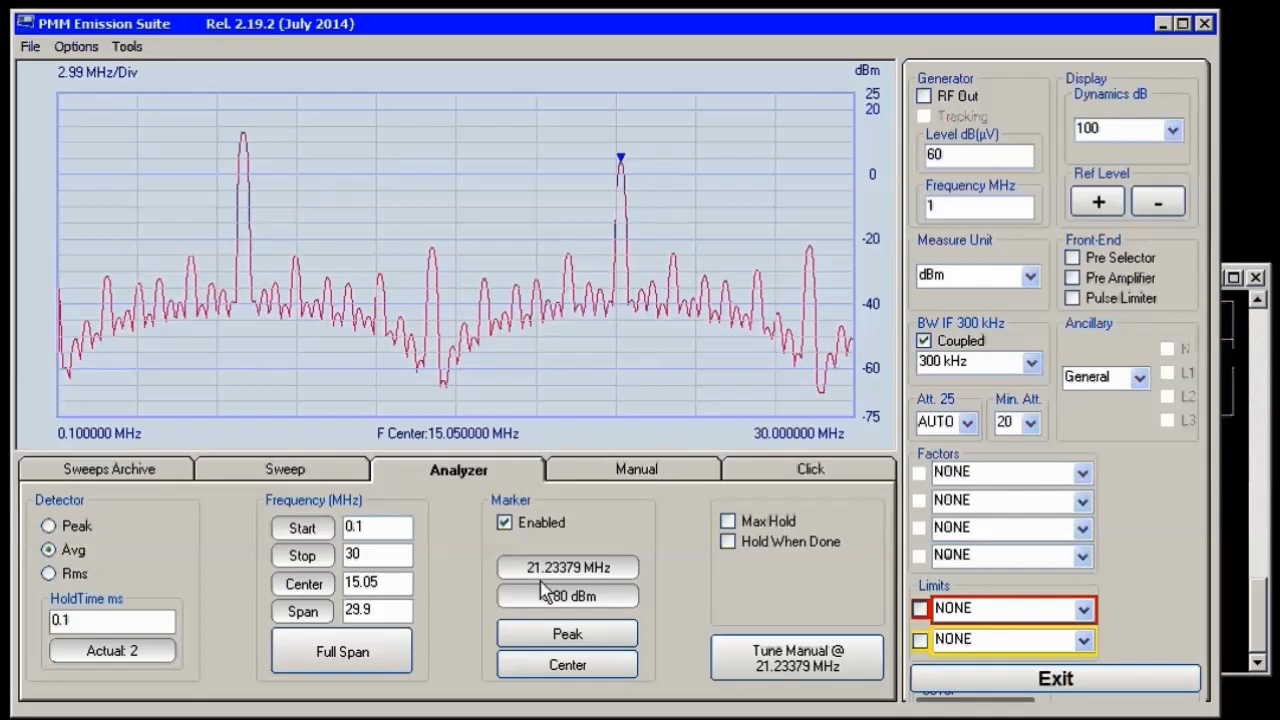 PMM Emission Suite Rel. 2.19.2 (July 2014)
File Options Tools
2.99 MHz/Div
dBm
25
20
0
-20
-40
-60
-75
0.100000 MHz
F Center:15.050000 MHz
30.000000 MHz
Sweeps Archive
Sweep
Analyzer
Manual
Click
Detector
Peak
Avg
Rms
HoldTime ms
0.1
Actual: 2
Frequency (MHz)
Start 0.1
Stop 30
Center 15.05
Span 29.9
Full Span
Marker
Enabled
21.23379 MHz
80 dBm
Peak
Center
Max Hold
Hold When Done
Tune Manual @
21.23379 MHz
Generator
RF Out
Tracking
Level dB(µV)
60
Frequency MHz
1
Display
Dynamics dB
100
Ref Level
+ -
Measure Unit
dBm
Front-End
Pre Selector
Pre Amplifier
Pulse Limiter
BW IF 300 kHz
Coupled
300 kHz
Ancillary
General
N
L1
L2
L3
Att. 25
AUTO
Min. Att.
20
Factors
NONE
NONE
NONE
NONE
Limits
NONE
NONE
Exit